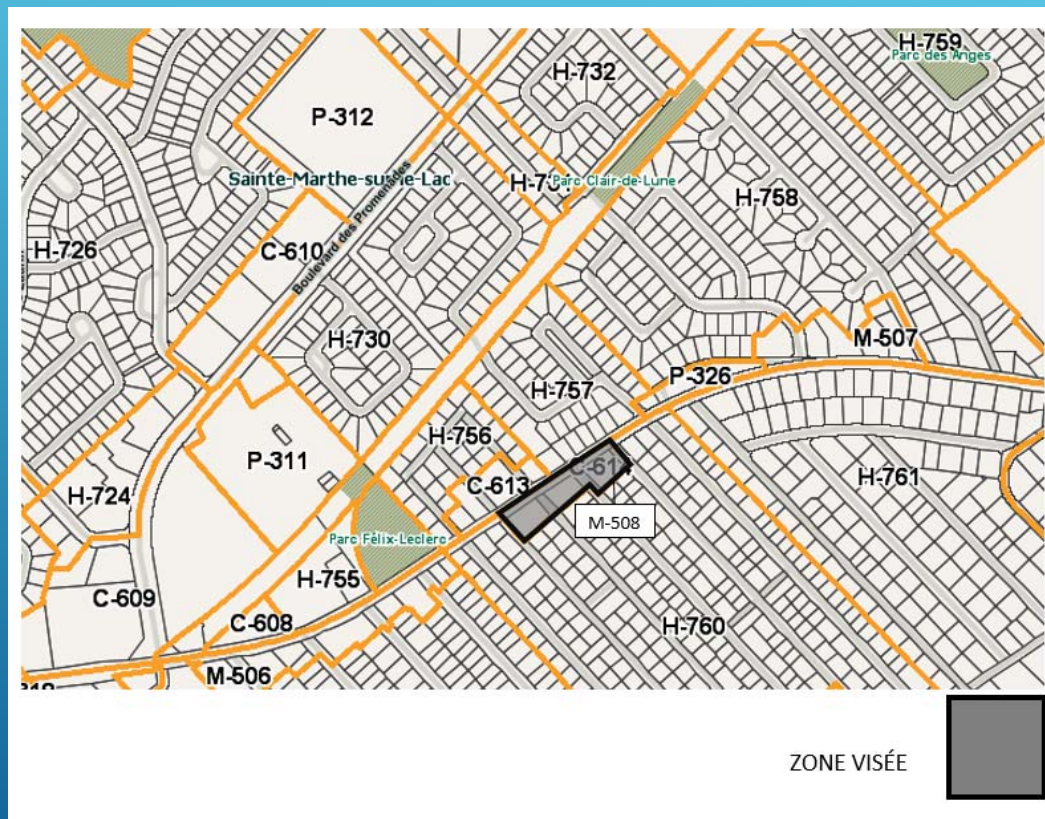 H-759
Parc des Anges
H-732
P-312
Sainte-Marthe-sur-le-Lac
Parc Clair-de-Lune
H-758
H-726
C-610
Boulevard des Promenades
M-507
H-730
P-326
H-757
H-756
P-311
C-613
H-761
H-724
M-508
Parc Félix-Leclerc
H-755
C-609
C-608
H-760
M-506
ZONE VISÉE